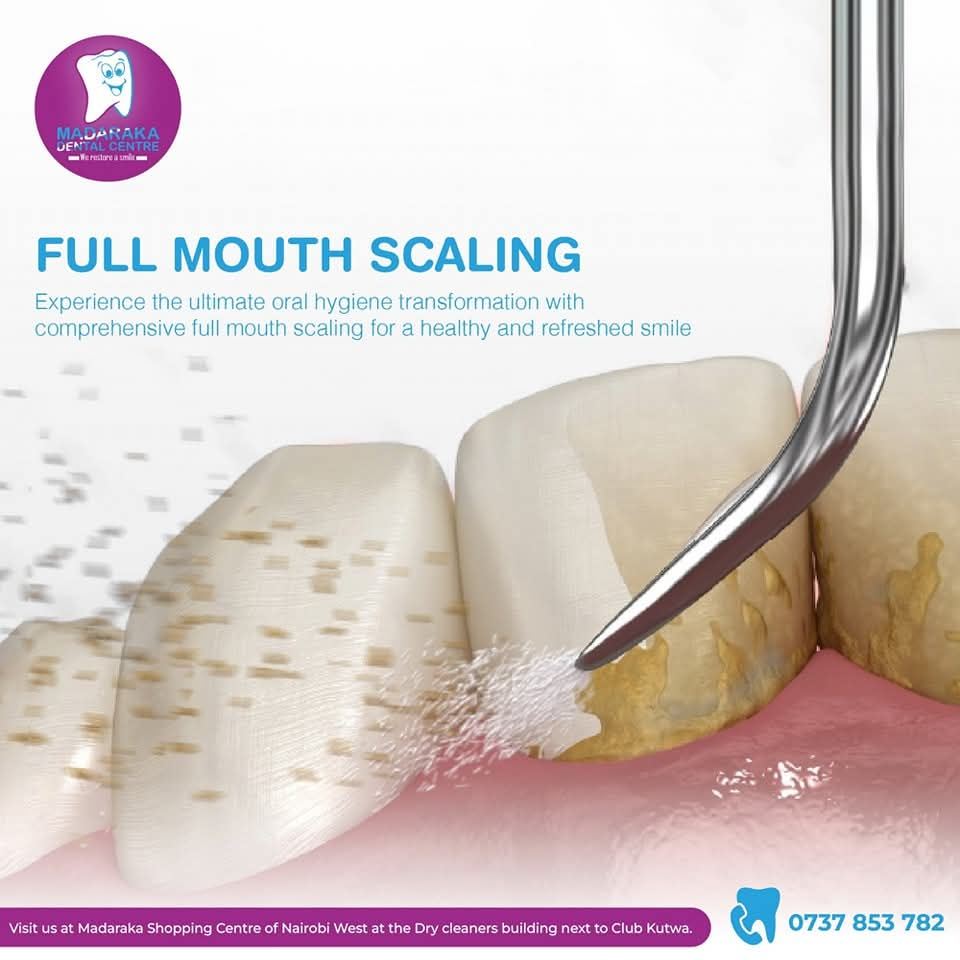 MADARAKA
DENTAL CENTRE
We restore a smile
FULL MOUTH SCALING
Experience the ultimate oral hygiene transformation with
comprehensive full mouth scaling for a healthy and refreshed smile
Visit us at Madaraka Shopping Centre of Nairobi West at the Dry cleaners building next to Club Kutwa.
0737 853 782